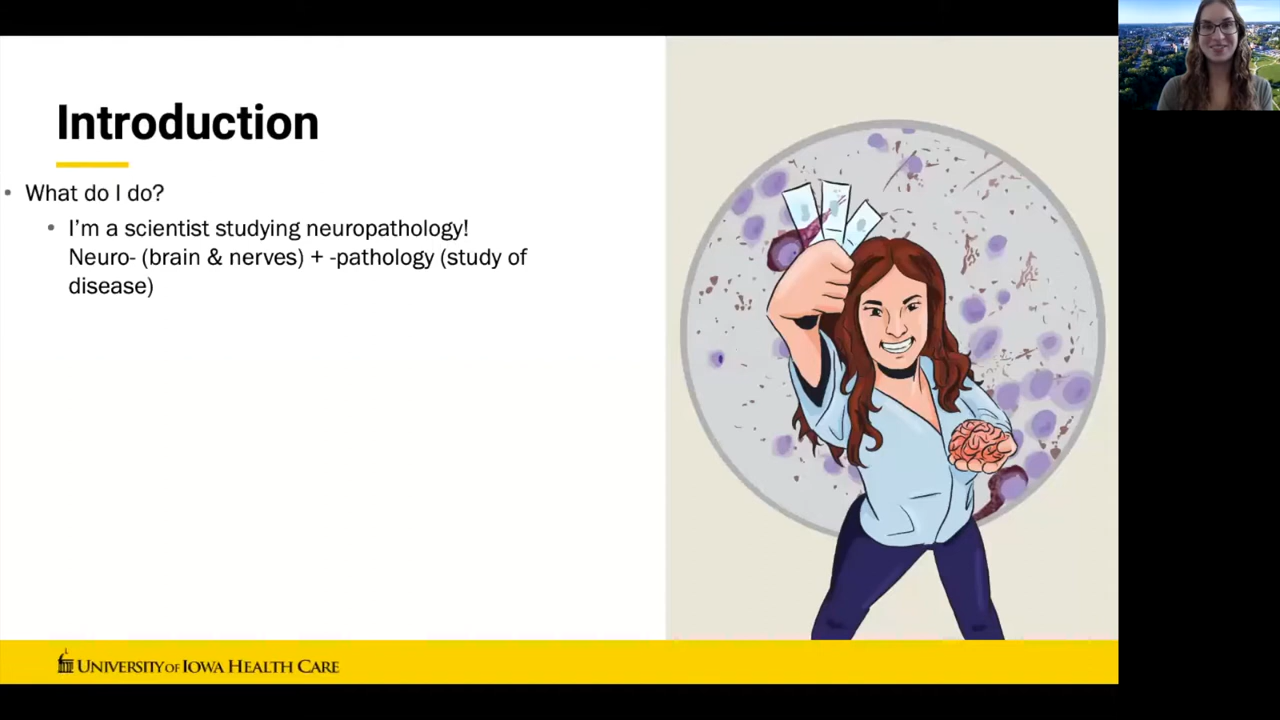 Introduction
• What do I do?
• I'm a scientist studying neuropathology!
Neuro- (brain & nerves) + -pathology (study of
disease)
UNIVERSITY OF IOWA HEALTH CARE